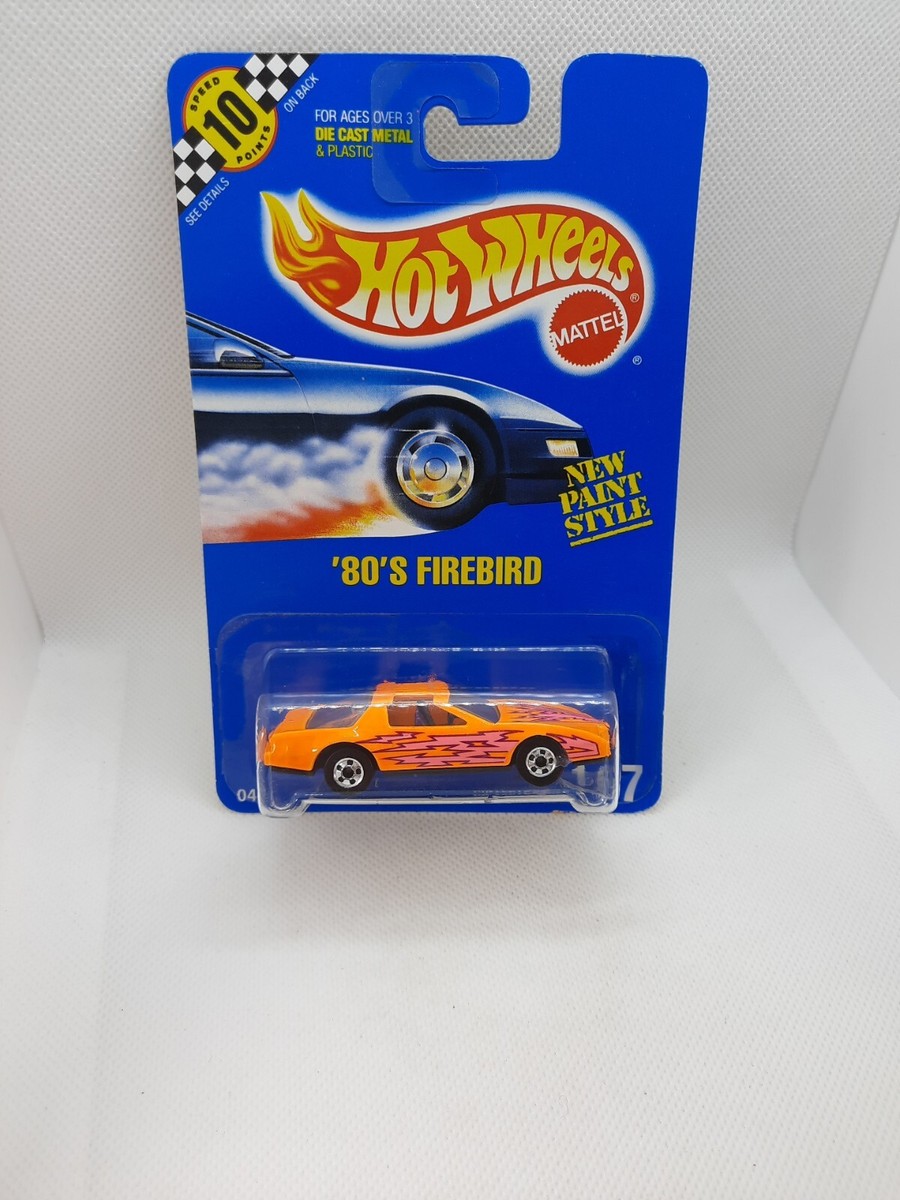 SPEED
10
POINTS
ON BACK
SEE DETAILS
FOR AGES OVER 3
DIE CAST METAL
& PLASTIC
HOT WHEELS®
MATTEL
®
NEW
PAINT
STYLE
'80'S FIREBIRD
04